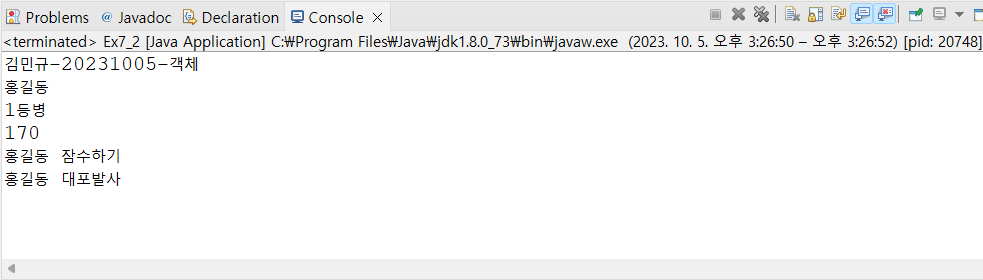 Problems @ Javadoc Declaration Console
<terminated> Ex7_2 [Java Application] C:₩Program Files₩Java₩jdk1.8.0_73₩bin₩javaw.exe (2023. 10. 5. 오후 3:26:50 – 오후 3:26:52) [pid: 20748]
김민규-20231005-객체
홍길동
1등병
170
홍길동 잠수하기
홍길동 대포발사